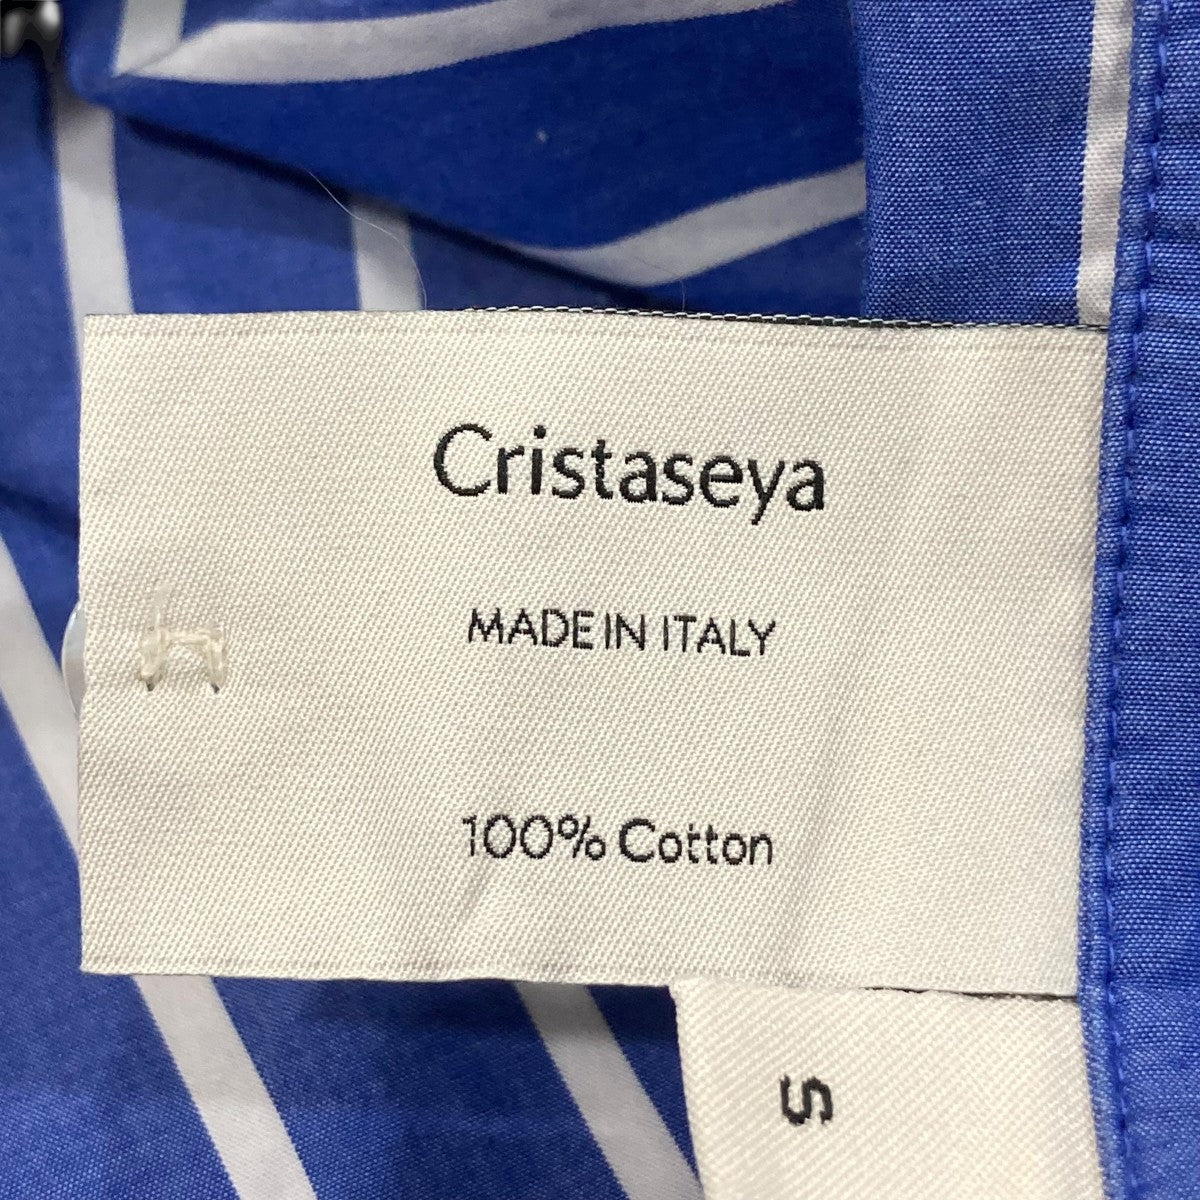 Cristaseya
MADE IN ITALY
100% Cotton
S